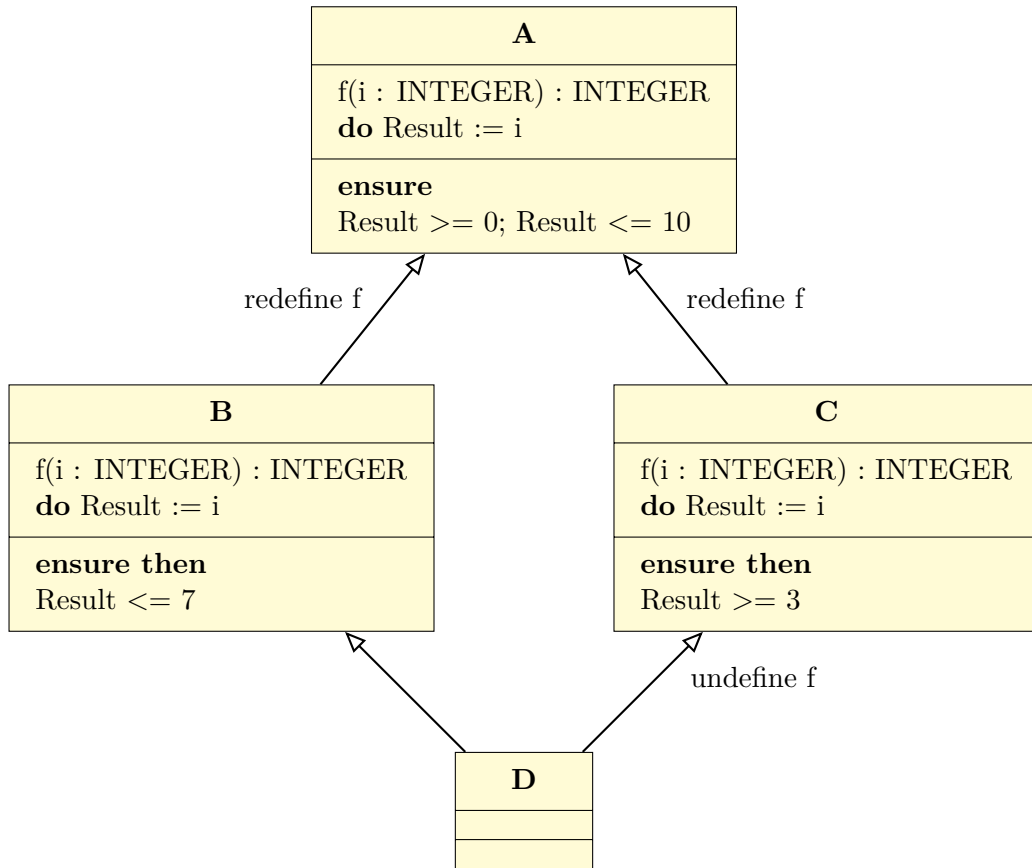 A
f(i : INTEGER) : INTEGER
do Result := i
ensure
Result >= 0; Result <= 10
redefine f
redefine f
B
f(i : INTEGER) : INTEGER
do Result := i
ensure then
Result <= 7
C
f(i : INTEGER) : INTEGER
do Result := i
ensure then
Result >= 3
undefine f
D